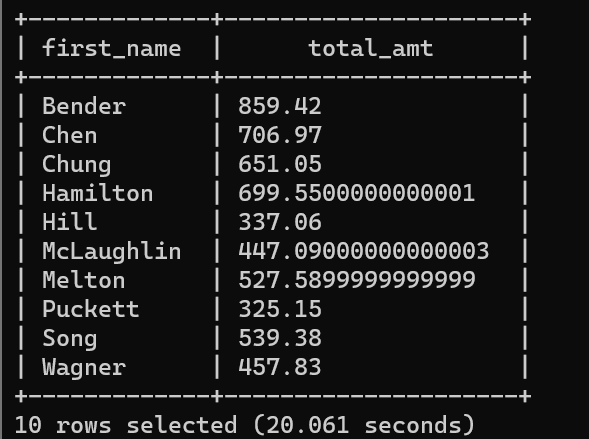 +--------------+---------------------+
| first_name | total_amt |
+--------------+---------------------+
| Bender | 859.42 |
| Chen | 706.97 |
| Chung | 651.05 |
| Hamilton | 699.5500000000001 |
| Hill | 337.06 |
| McLaughlin | 447.09000000000003 |
| Melton | 527.5899999999999 |
| Puckett | 325.15 |
| Song | 539.38 |
| Wagner | 457.83 |
+--------------+---------------------+
10 rows selected (20.061 seconds)